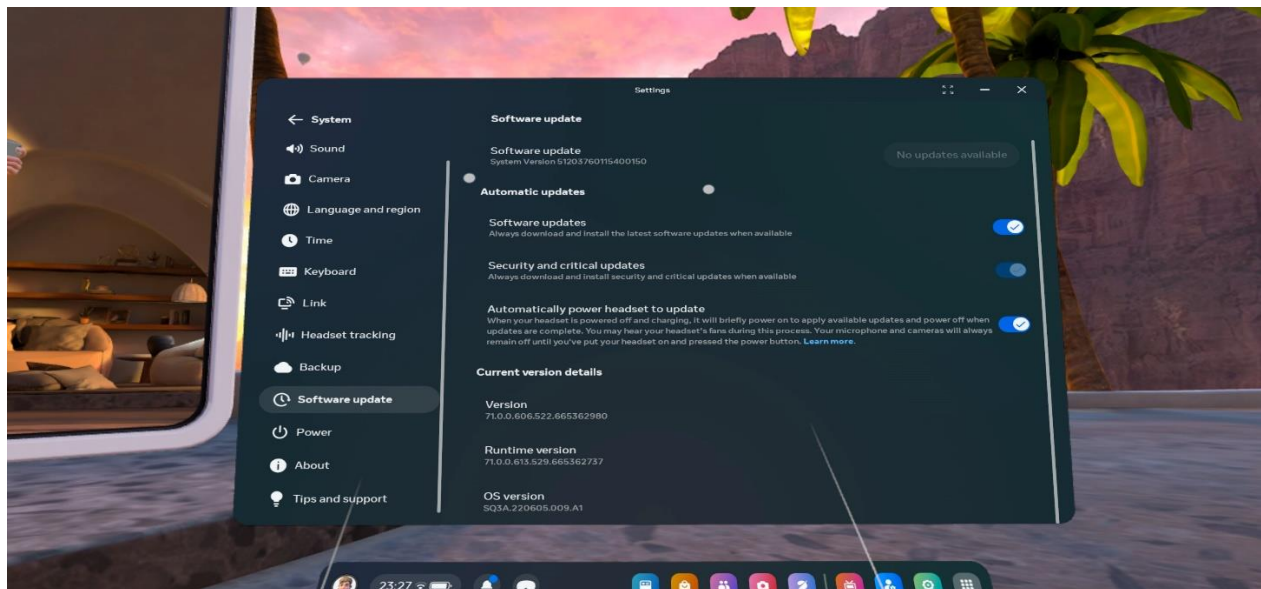 Settings
System
Sound
Camera
Language and region
Time
Keyboard
Link
Headset tracking
Backup
Software update
Power
About
Tips and support
Software update
Software update
System Version 51203760115400150
No updates available
Automatic updates
Software updates
Always download and install the latest software updates when available
Security and critical updates
Always download and install security and critical updates when available
Automatically power headset to update
When your headset is powered off and charging, it will briefly power on to apply available updates and power off when
updates are complete. You may hear your headset's fans during this process. Your microphone and cameras will always
remain off until you've put your headset on and pressed the power button. Learn more.
Current version details
Version
71.0.0.606.522.665362980
Runtime version
71.0.0.613.529.665362737
OS version
SQ3A.220605.009.A1
23:27